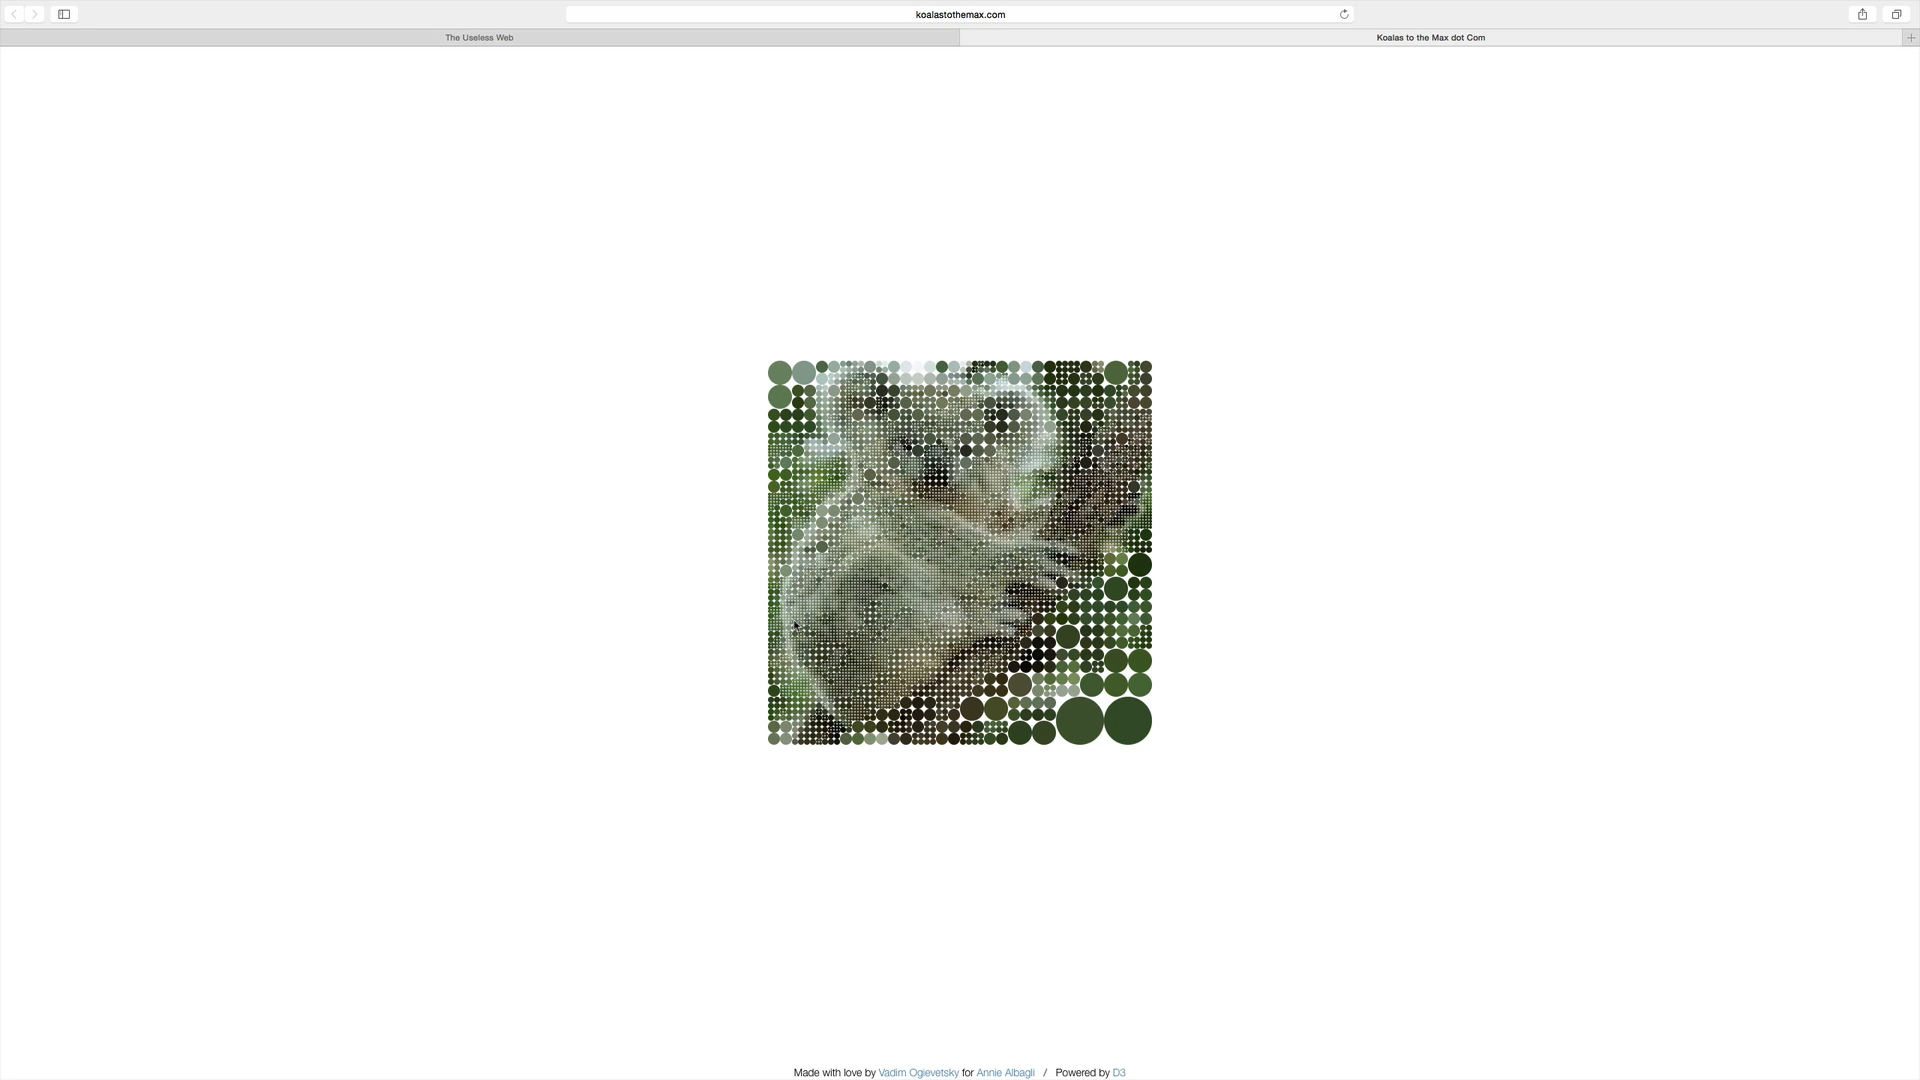 koalastothemax.com
The Useless Web
Koalas to the Max dot Com
Made with love by Vadim Ogievetsky for Annie Albagli / Powered by D3